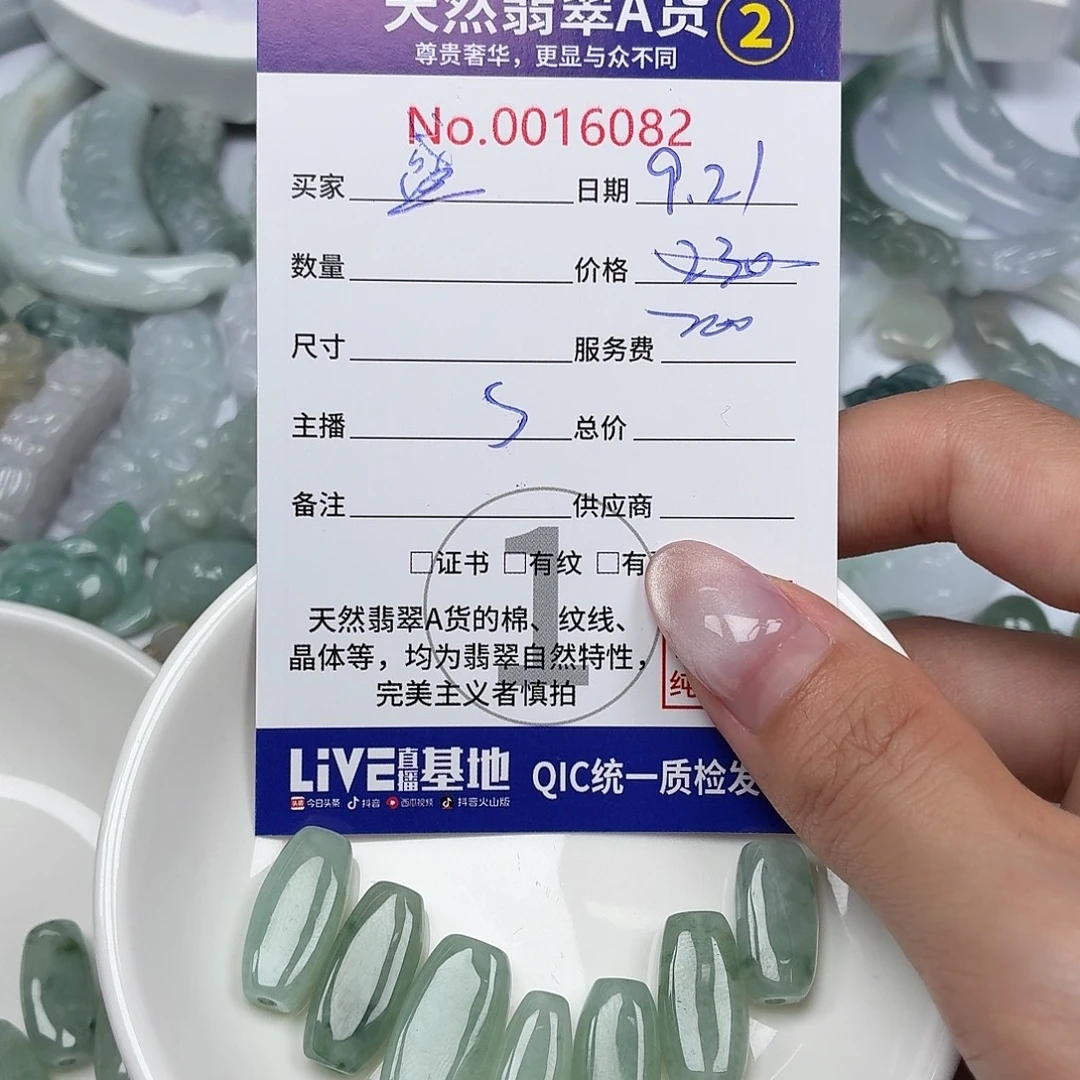 天然翡翠A货 2
尊贵奢华，更显与众不同
No.0016082
买家 日期 9.21
数量 价格 230
200
尺寸 服务费
主播 S 总价
备注 供应商
1
□证书 □有纹 □有
天然翡翠A货的棉、纹线、
晶体等，均为翡翠自然特性，
完美主义者慎拍
纯
LiVE直播基地 QIC统一质检发
头条 今日头条 抖音 西瓜视频 抖音火山版